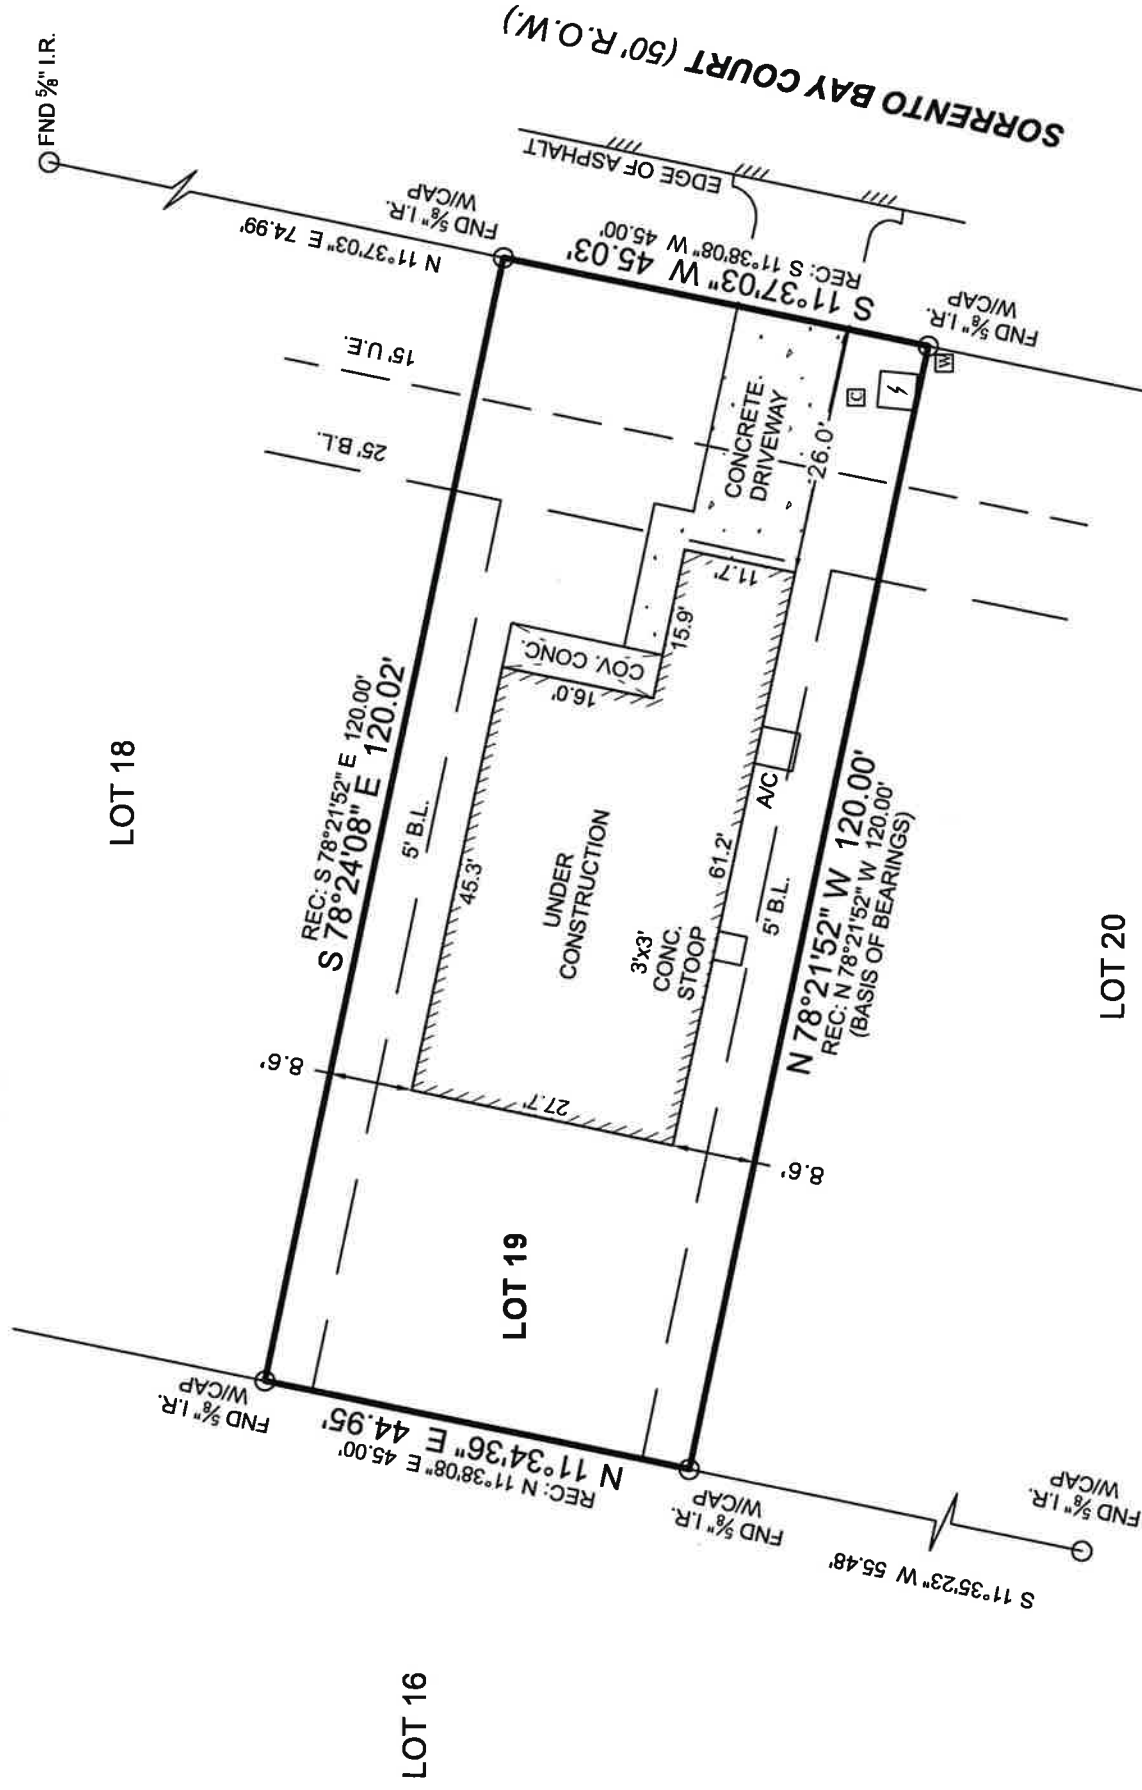 FND ⅝" I.R.
SORRENTO BAY COURT (50' R.O.W.)
EDGE OF ASPHALT
N 11°37'03" E 74.99'
FND ⅝" I.R.
W/CAP
S 11°37'03" W 45.03'
REC: S 11°38'08" W 45.00'
FND ⅝" I.R.
W/CAP
15' U.E.
25' B.L.
C
W
CONCRETE
DRIVEWAY
26.0'
11.7'
15.9'
COV. CONC.
16.0'
LOT 18
REC: S 78°21'52" E 120.00'
S 78°24'08" E 120.02'
5' B.L.
45.3'
UNDER
CONSTRUCTION
A/C
61.2'
3'x3'
CONC.
STOOP
5' B.L.
N 78°21'52" W 120.00'
REC: N 78°21'52" W 120.00'
(BASIS OF BEARINGS)
LOT 20
8.6'
27.7'
8.6'
LOT 19
FND ⅝" I.R.
W/CAP
N 11°34'36" E 44.95'
REC: N 11°38'08" E 45.00'
FND ⅝" I.R.
W/CAP
S 11°35'23" W 55.48'
FND ⅝" I.R.
W/CAP
LOT 16